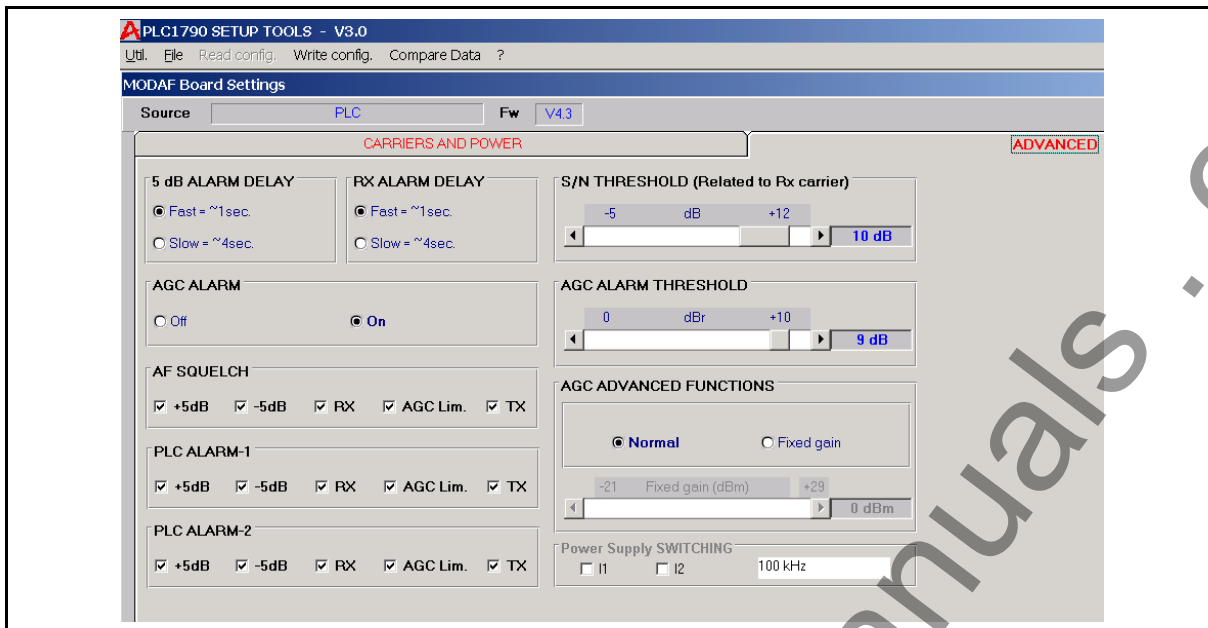 PLC1790 SETUP TOOLS - V3.0
Util. File Read config. Write config. Compare Data ?
MODAF Board Settings
Source PLC Fw V4.3
CARRIERS AND POWER ADVANCED
5 dB ALARM DELAY
Fast = ~1sec.
Slow = ~4sec.
RX ALARM DELAY
Fast = ~1sec.
Slow = ~4sec.
AGC ALARM
Off On
AF SQUELCH
+5dB -5dB RX AGC Lim. TX
PLC ALARM-1
+5dB -5dB RX AGC Lim. TX
PLC ALARM-2
+5dB -5dB RX AGC Lim. TX
S/N THRESHOLD (Related to Rx carrier)
-5 dB +12
10 dB
AGC ALARM THRESHOLD
0 dBr +10
9 dB
AGC ADVANCED FUNCTIONS
Normal Fixed gain
-21 Fixed gain (dBm) +29
0 dBm
Power Supply SWITCHING
I1 I2 100 kHz